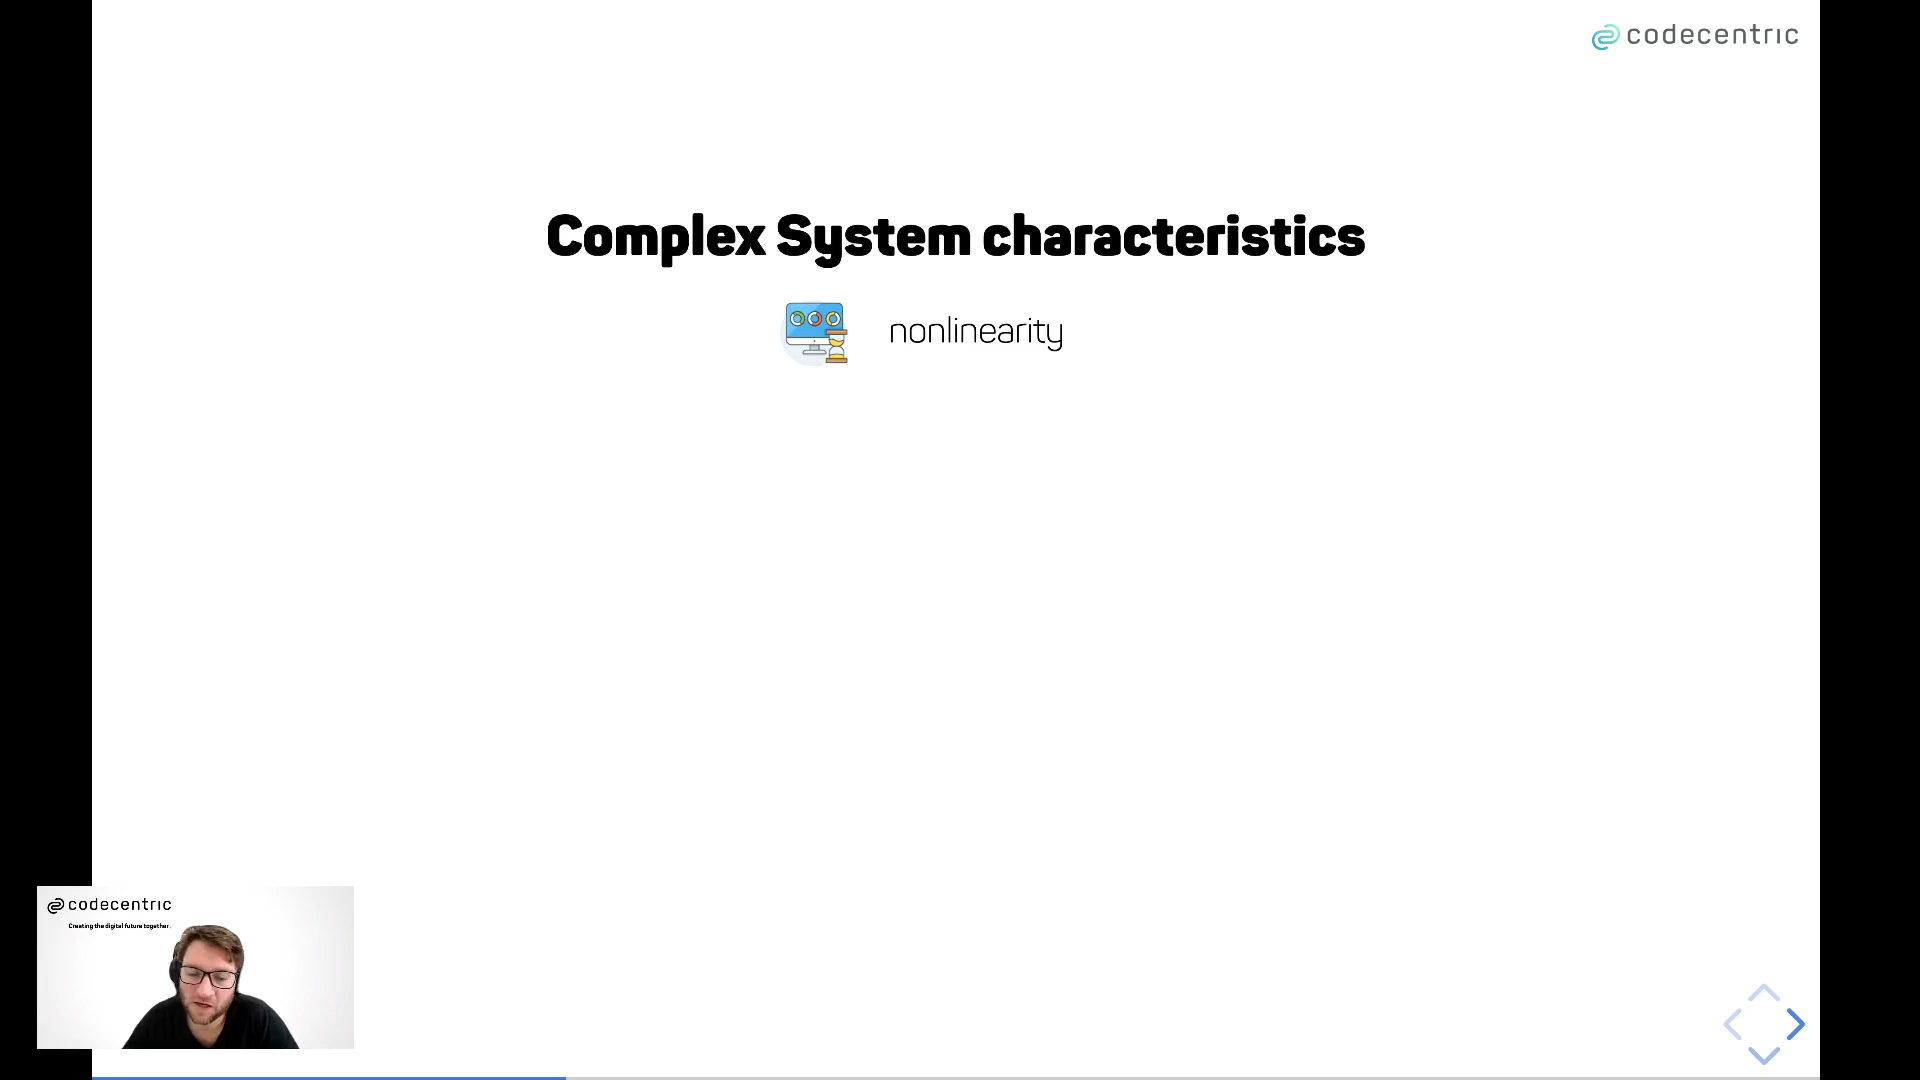 codecentric
Complex System characteristics
nonlinearity
codecentric
Creating the digital future together.